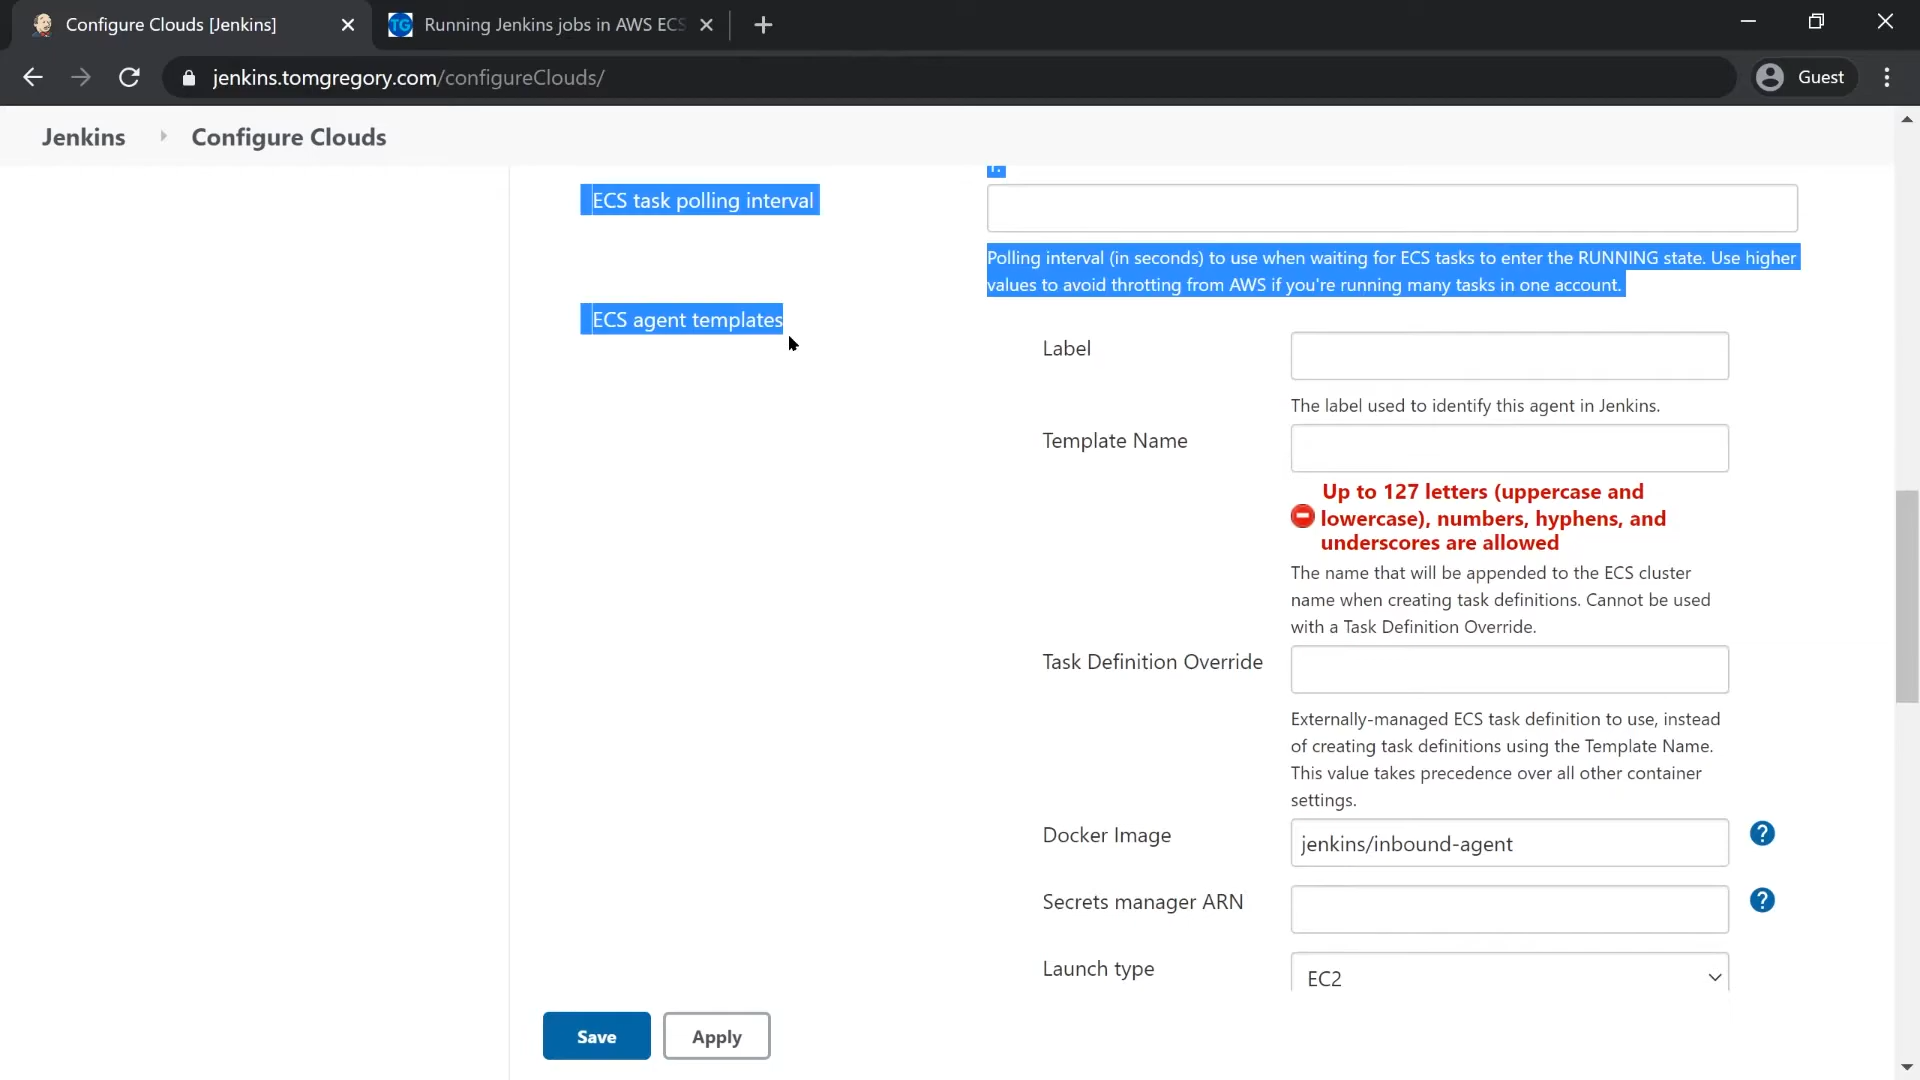 Configure Clouds [Jenkins]
Running Jenkins jobs in AWS ECS
jenkins.tomgregory.com/configureClouds/
Guest
Jenkins
Configure Clouds
ECS task polling interval
Polling interval (in seconds) to use when waiting for ECS tasks to enter the RUNNING state. Use higher
values to avoid throtting from AWS if you're running many tasks in one account.
ECS agent templates
Label
The label used to identify this agent in Jenkins.
Template Name
Up to 127 letters (uppercase and
lowercase), numbers, hyphens, and
underscores are allowed
The name that will be appended to the ECS cluster
name when creating task definitions. Cannot be used
with a Task Definition Override.
Task Definition Override
Externally-managed ECS task definition to use, instead
of creating task definitions using the Template Name.
This value takes precedence over all other container
settings.
Docker Image
jenkins/inbound-agent
?
Secrets manager ARN
?
Launch type
EC2
Save
Apply